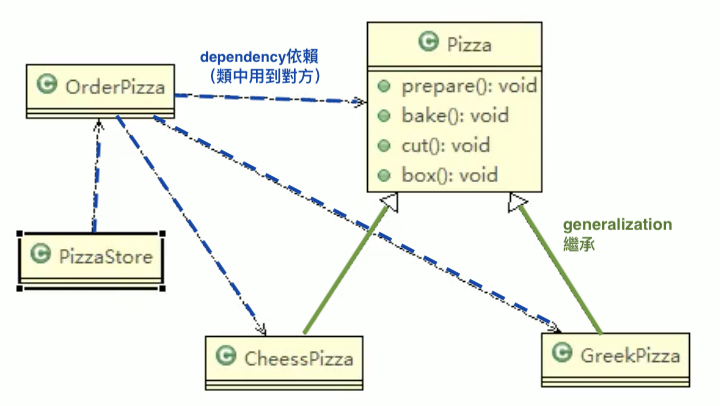 dependency依賴
（類中用到對方）
C Pizza
C OrderPizza
prepare(): void
bake(): void
cut(): void
box(): void
generalization
繼承
C PizzaStore
C CheessPizza
C GreekPizza